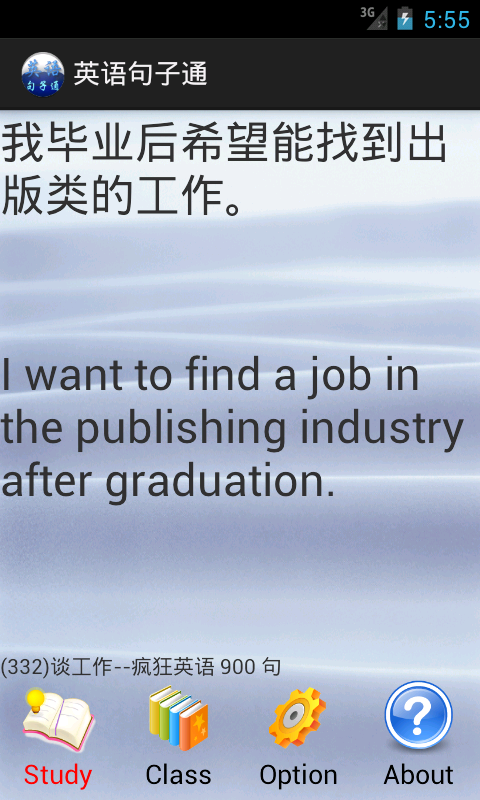 3G
5:55
英语
句子通
英语句子通
我毕业后希望能找到出
版类的工作。
I want to find a job in
the publishing industry
after graduation.
(332)谈工作--疯狂英语 900 句
Study Class Option About